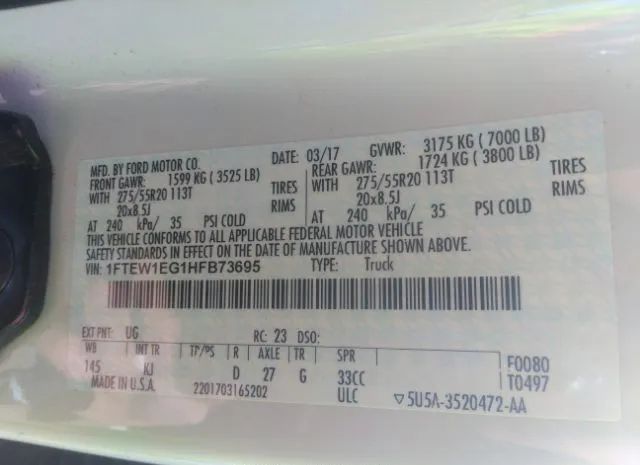 MFD. BY FORD MOTOR CO.
DATE: 03/17 GVWR: 3175 KG ( 7000 LB)
FRONT GAWR: 1599 KG ( 3525 LB)
REAR GAWR: 1724 KG ( 3800 LB)
WITH 275/55R20 113T TIRES
WITH 275/55R20 113T TIRES
20x8.5J RIMS
20x8.5J RIMS
AT 240 kPa/ 35 PSI COLD
AT 240 kPa/ 35 PSI COLD
THIS VEHICLE CONFORMS TO ALL APPLICABLE FEDERAL MOTOR VEHICLE
SAFETY STANDARDS IN EFFECT ON THE DATE OF MANUFACTURE SHOWN ABOVE.
VIN: 1FTEW1EG1HFB73695 TYPE: Truck
EXT PNT: UG RC: 23 DSO:
WB INT TR TP/PS R AXLE TR SPR F0080
145 KJ D 27 G 33CC T0497
MADE IN U.S.A. 2201703165202 ULC ▽5U5A-3520472-AA